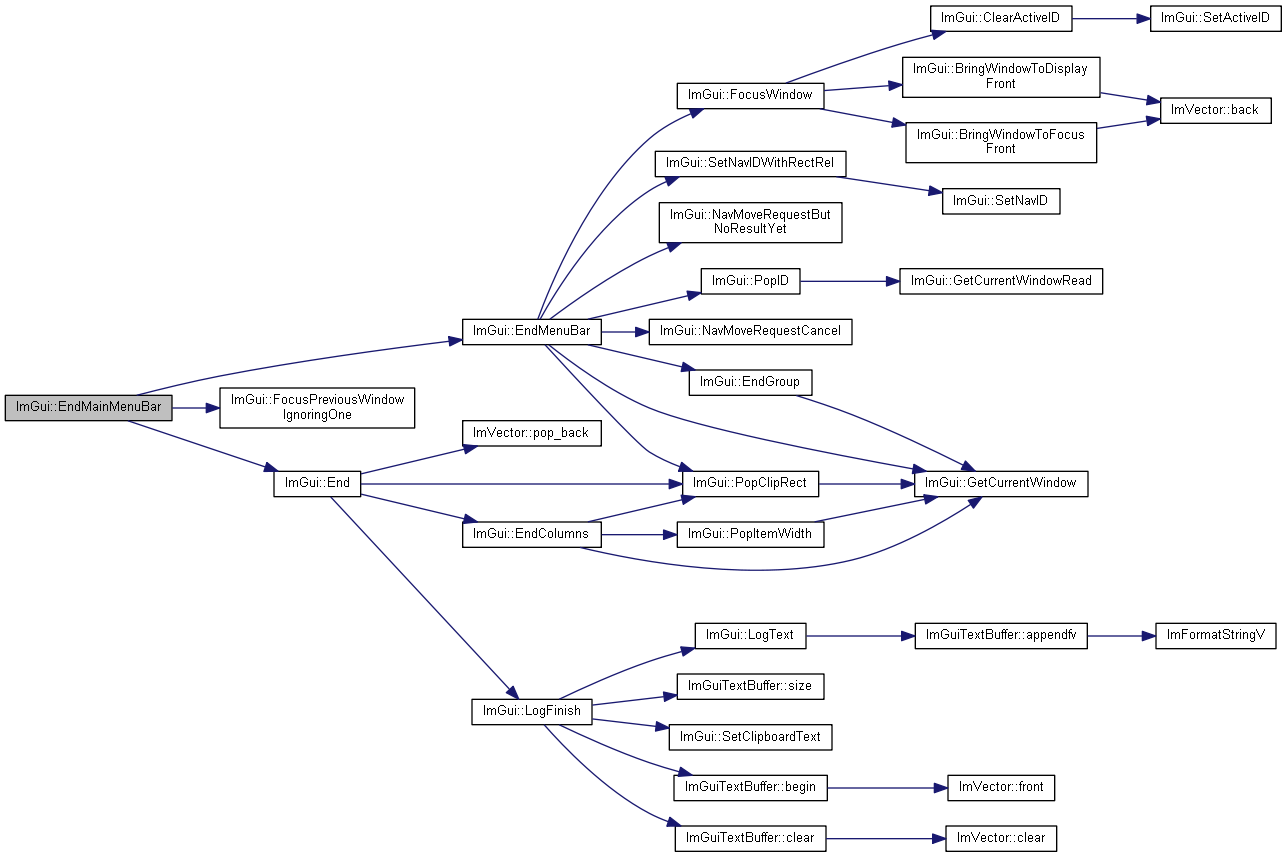 ImGui::ClearActiveID
ImGui::SetActiveID
ImGui::BringWindowToDisplay
Front
ImGui::FocusWindow
ImVector::back
ImGui::BringWindowToFocus
Front
ImGui::SetNavIDWithRectRel
ImGui::SetNavID
ImGui::NavMoveRequestBut
NoResultYet
ImGui::PopID
ImGui::GetCurrentWindowRead
ImGui::EndMenuBar
ImGui::NavMoveRequestCancel
ImGui::EndGroup
ImGui::EndMainMenuBar
ImGui::FocusPreviousWindow
IgnoringOne
ImVector::pop_back
ImGui::End
ImGui::PopClipRect
ImGui::GetCurrentWindow
ImGui::EndColumns
ImGui::PopItemWidth
ImGui::LogText
ImGuiTextBuffer::appendfv
ImFormatStringV
ImGuiTextBuffer::size
ImGui::LogFinish
ImGui::SetClipboardText
ImGuiTextBuffer::begin
ImVector::front
ImGuiTextBuffer::clear
ImVector::clear